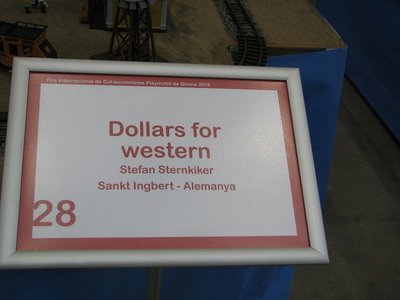 Fira Internacional de Col.leccionisme Playmobil de Girona 2018
Dollars for
western
Stefan Sternkiker
Sankt Ingbert - Alemanya
28